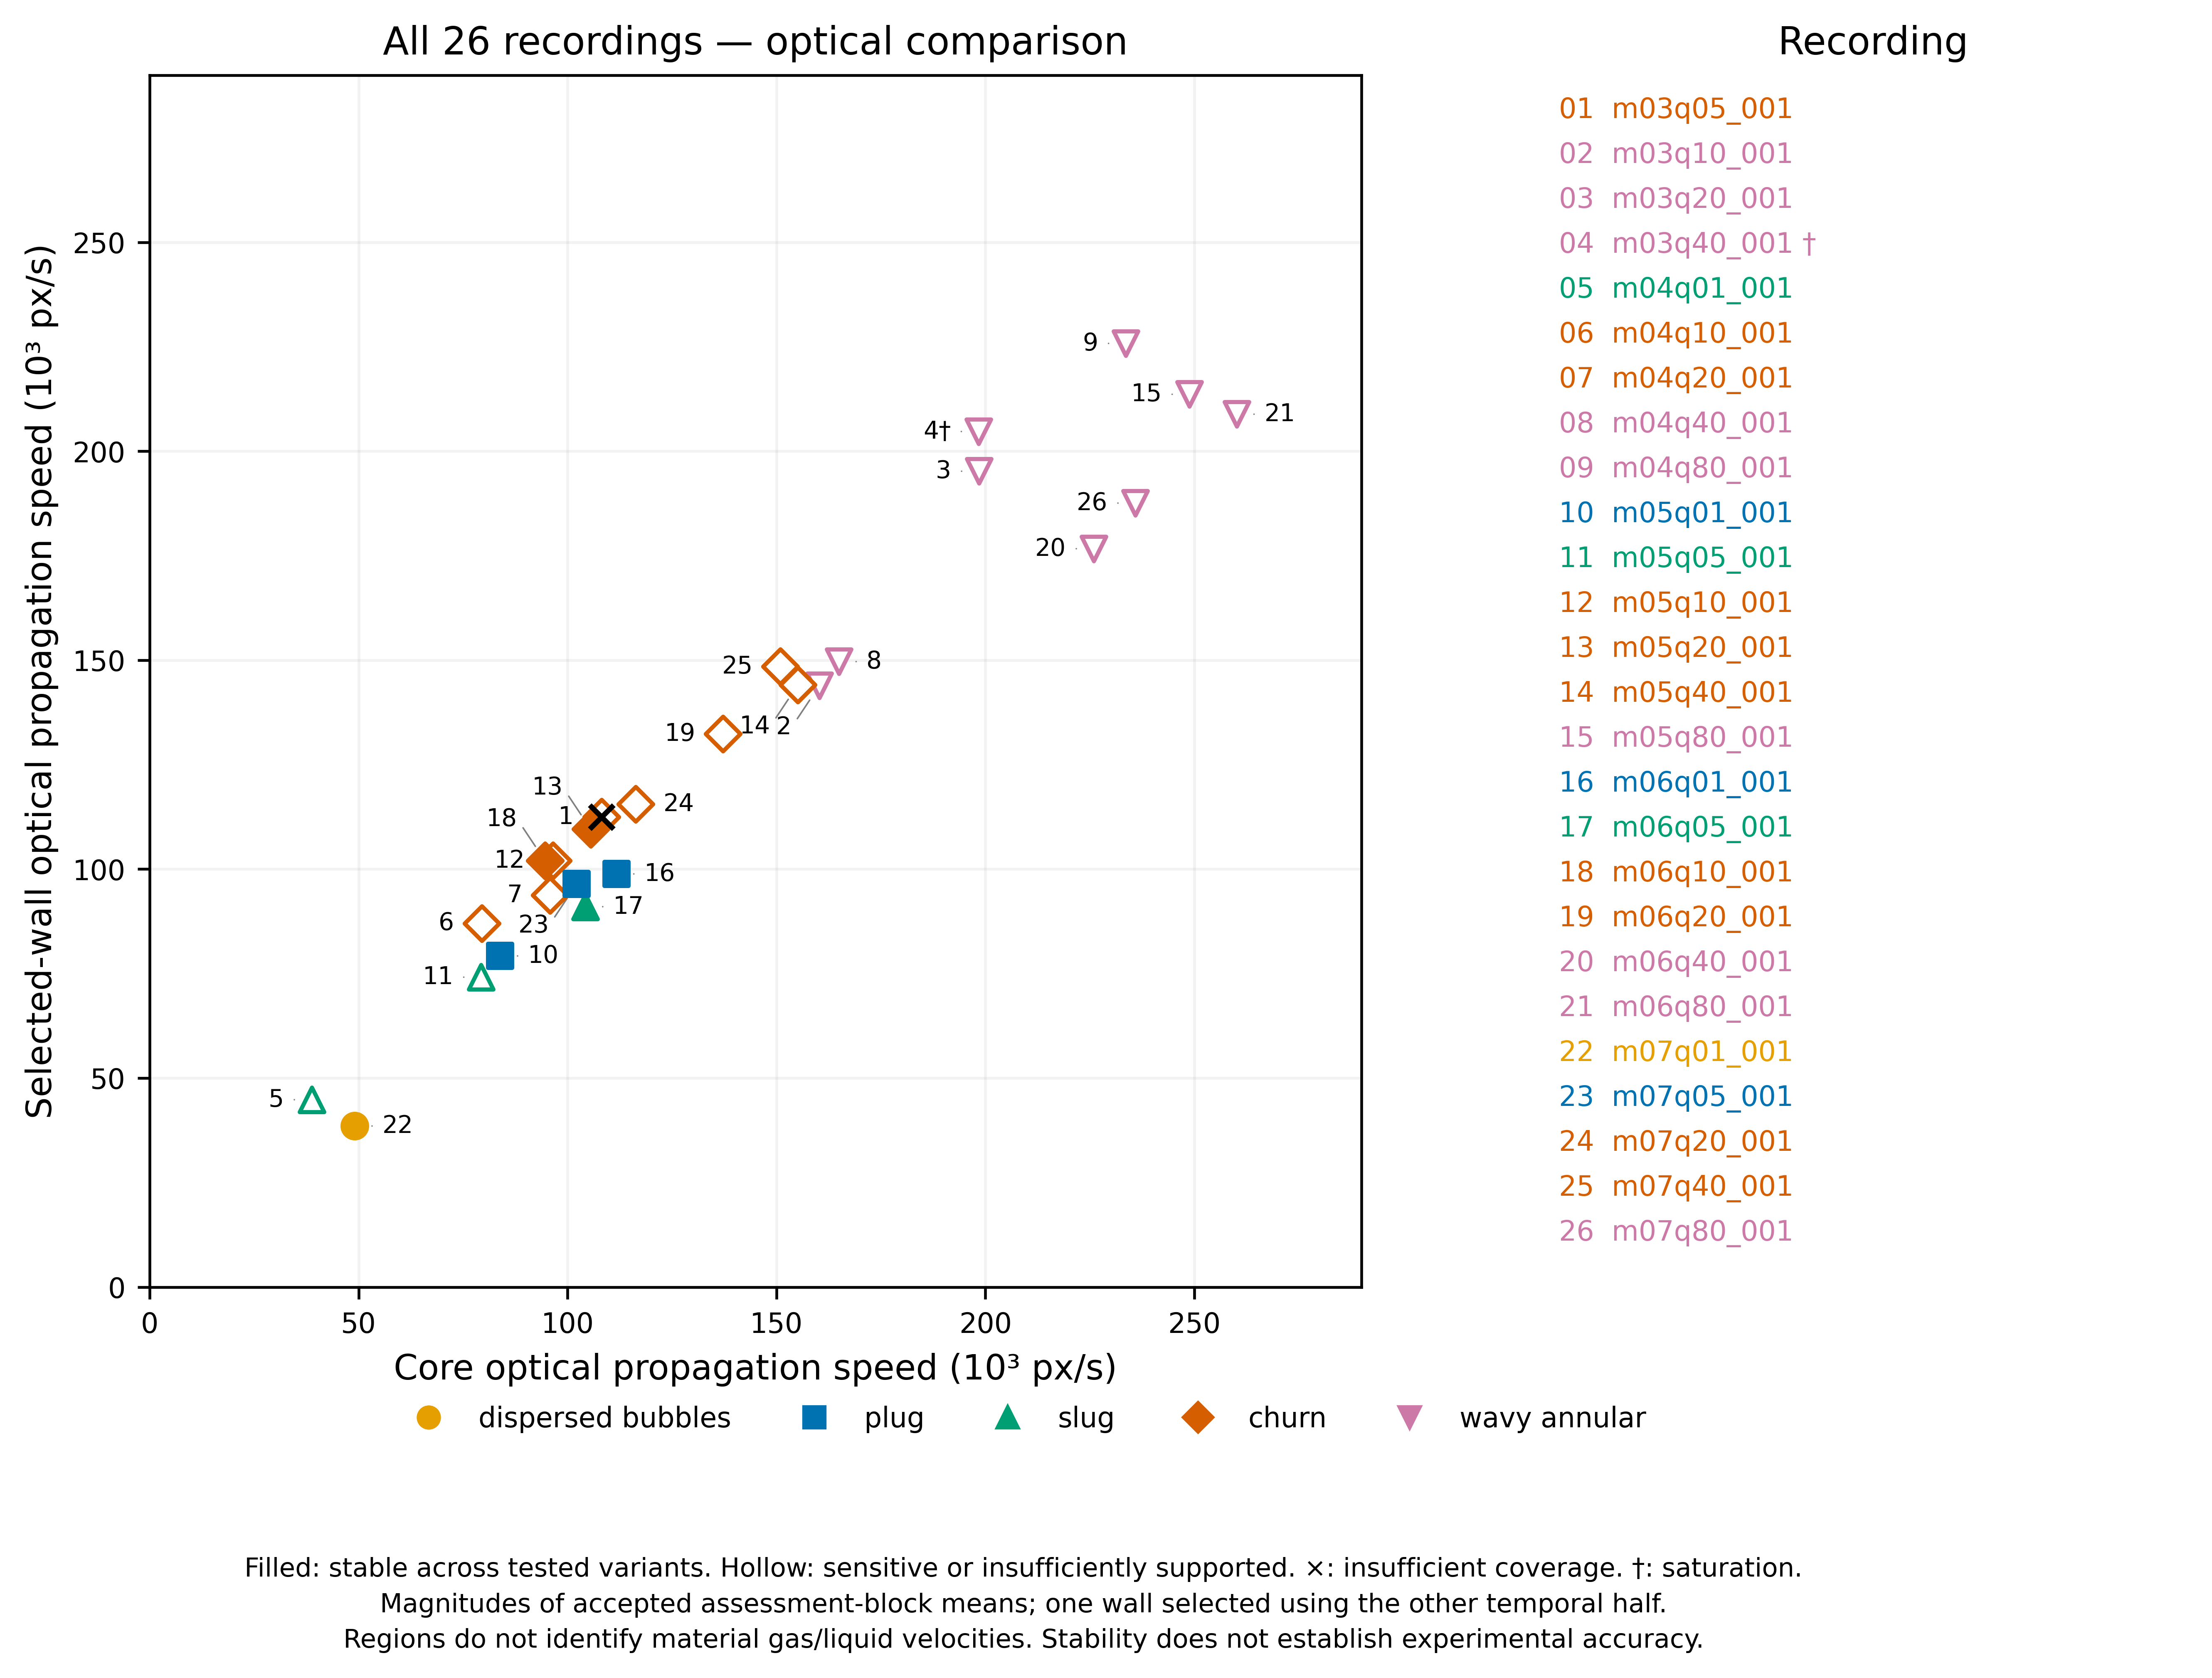 All 26 recordings — optical comparison
Recording
Selected-wall optical propagation speed (10³ px/s)
250
200
150
100
50
0
0 50 100 150 200 250
Core optical propagation speed (10³ px/s)
9
15
21
4†
3
26
20
25
8
14 2
19
13
1
24
18
12
16
7
23
17
6
10
11
5
22
01 m03q05_001
02 m03q10_001
03 m03q20_001
04 m03q40_001 †
05 m04q01_001
06 m04q10_001
07 m04q20_001
08 m04q40_001
09 m04q80_001
10 m05q01_001
11 m05q05_001
12 m05q10_001
13 m05q20_001
14 m05q40_001
15 m05q80_001
16 m06q01_001
17 m06q05_001
18 m06q10_001
19 m06q20_001
20 m06q40_001
21 m06q80_001
22 m07q01_001
23 m07q05_001
24 m07q20_001
25 m07q40_001
26 m07q80_001
dispersed bubbles plug slug churn wavy annular
Filled: stable across tested variants. Hollow: sensitive or insufficiently supported. ×: insufficient coverage. †: saturation.
Magnitudes of accepted assessment-block means; one wall selected using the other temporal half.
Regions do not identify material gas/liquid velocities. Stability does not establish experimental accuracy.